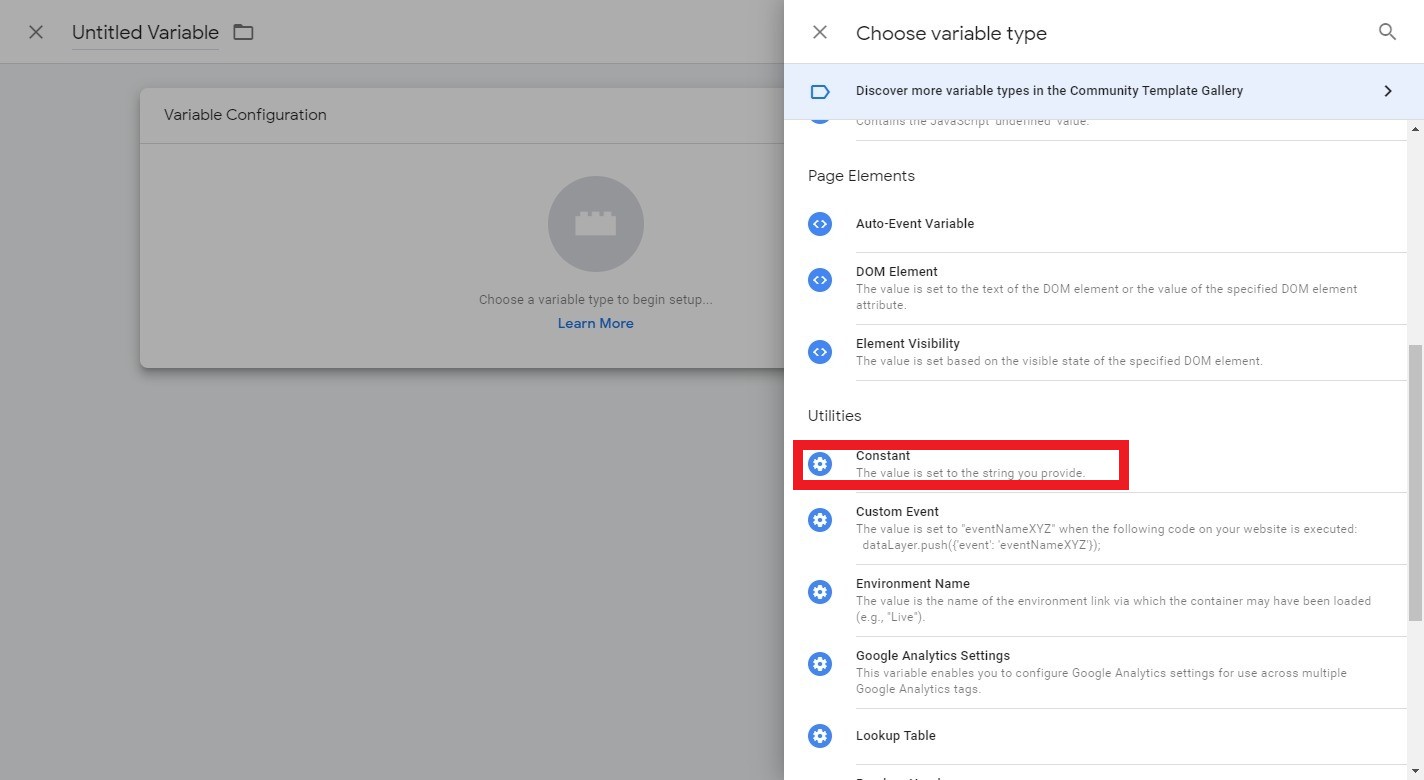 Untitled Variable
Variable Configuration
Choose a variable type to begin setup...
Learn More
Choose variable type
Discover more variable types in the Community Template Gallery
Contains the JavaScript 'undefined' value.
Page Elements
Auto-Event Variable
DOM Element
The value is set to the text of the DOM element or the value of the specified DOM element
attribute.
Element Visibility
The value is set based on the visible state of the specified DOM element.
Utilities
Constant
The value is set to the string you provide.
Custom Event
The value is set to "eventNameXYZ" when the following code on your website is executed:
dataLayer.push({'event': 'eventNameXYZ'});
Environment Name
The value is the name of the environment link via which the container may have been loaded
(e.g., "Live").
Google Analytics Settings
This variable enables you to configure Google Analytics settings for use across multiple
Google Analytics tags.
Lookup Table